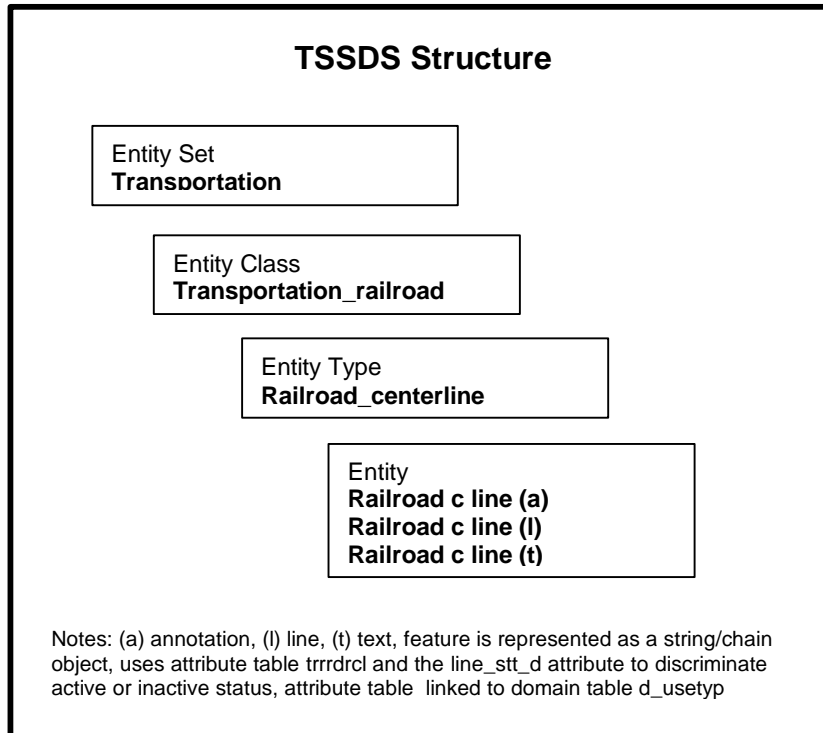 TSSDS Structure
Entity Set
Transportation
Entity Class
Transportation_railroad
Entity Type
Railroad_centerline
Entity
Railroad c line (a)
Railroad c line (l)
Railroad c line (t)
Notes: (a) annotation, (l) line, (t) text, feature is represented as a string/chain
object, uses attribute table trrrdrcl and the line_stt_d attribute to discriminate
active or inactive status, attribute table linked to domain table d_usetyp